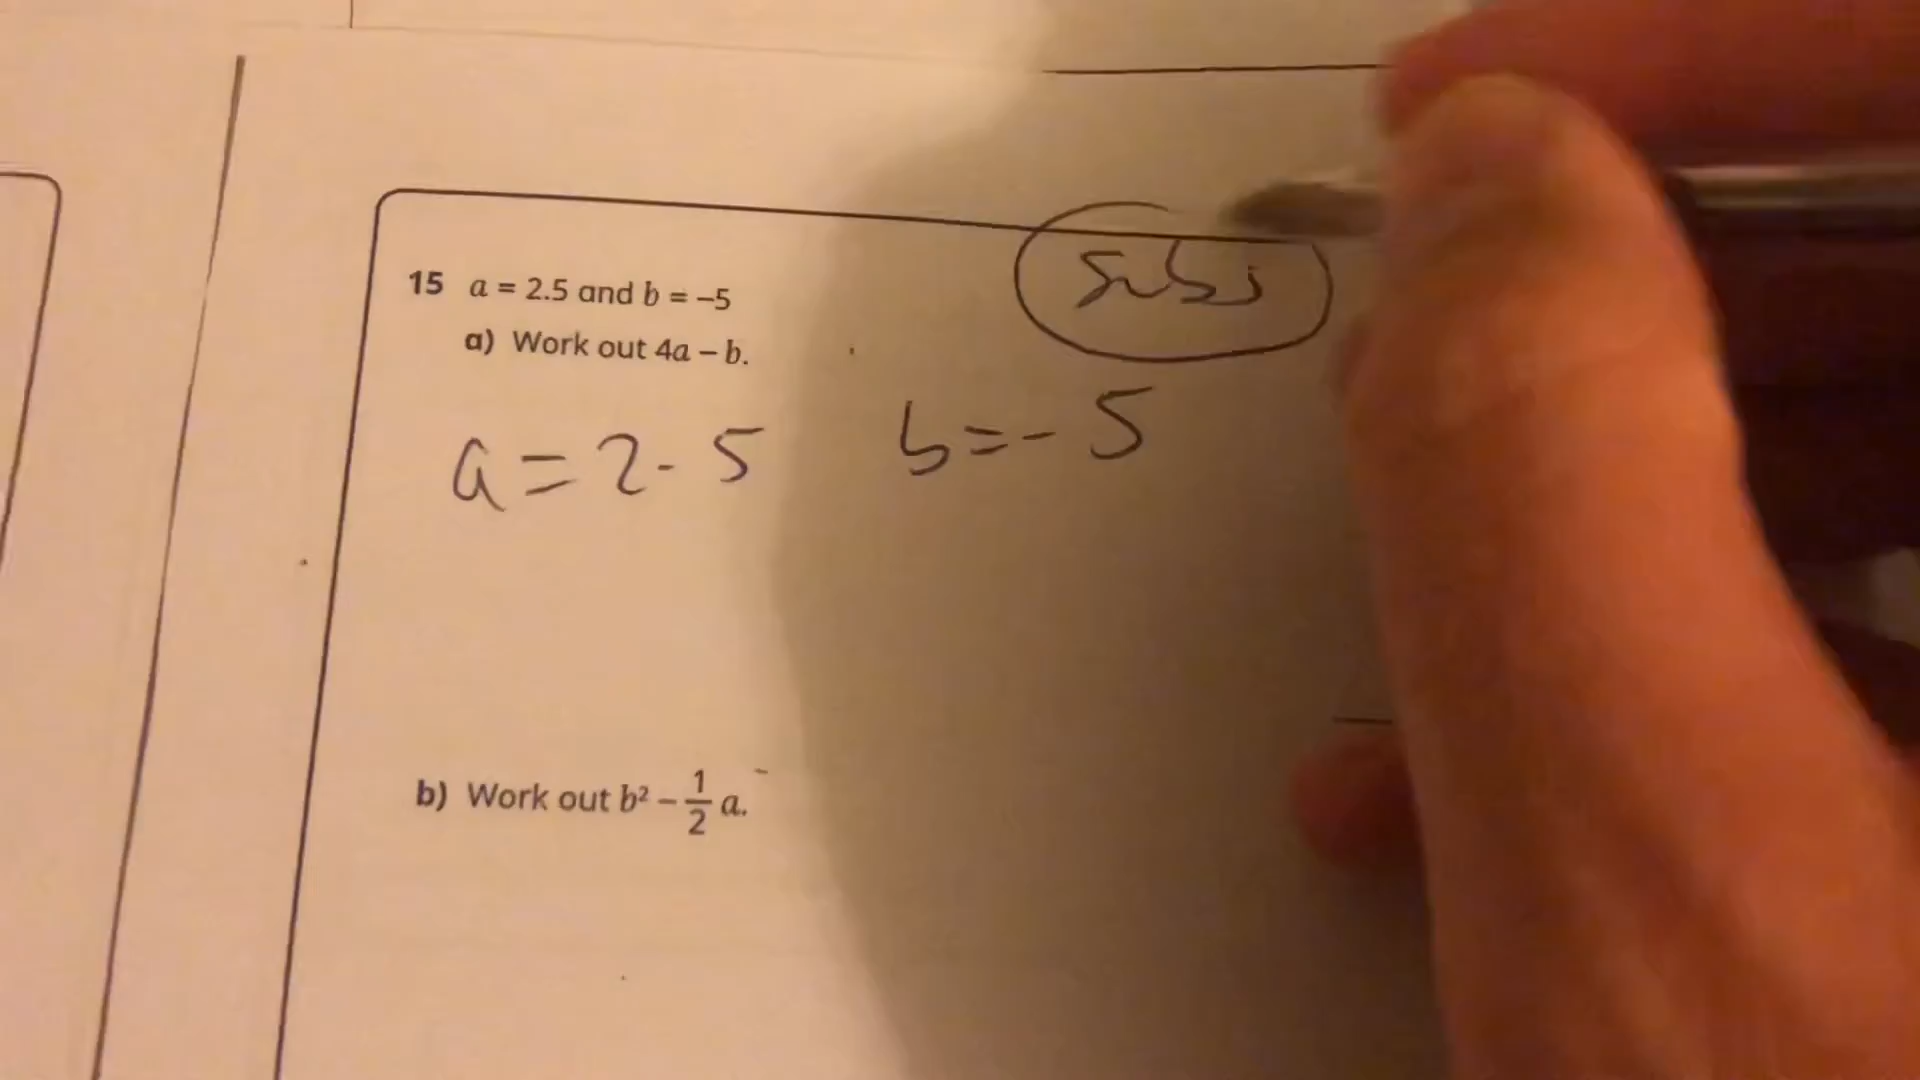 15 a = 2.5 and b = –5
subs
a) Work out 4a – b.
a = 2.5 b = - 5
b) Work out b² – 1/2 a.